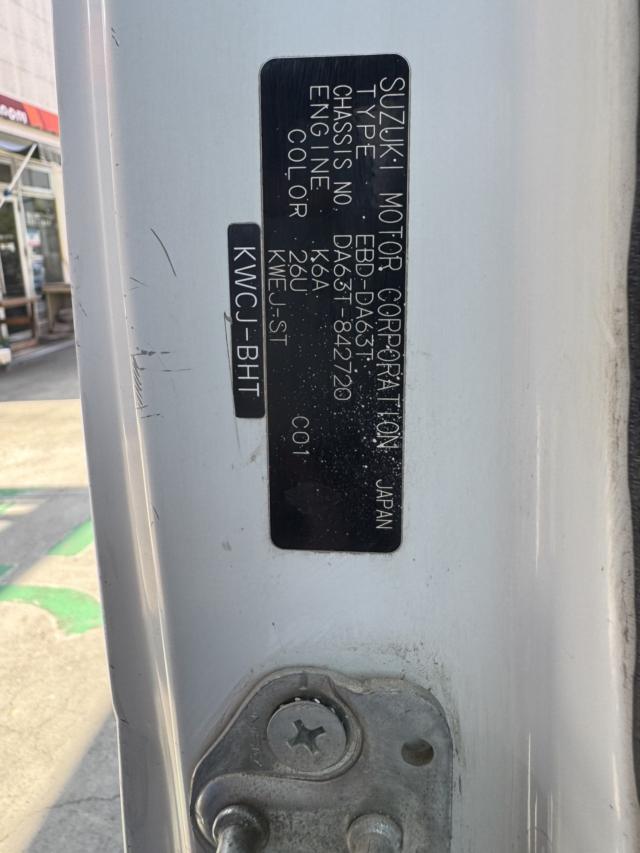 SUZUKI MOTOR CORPORATION JAPAN
TYPE EBD-DA63T
CHASSIS NO. DA63T-842720
ENGINE K6A
COLOR 26U C01
KWEJ-ST
KWCJ-BHT